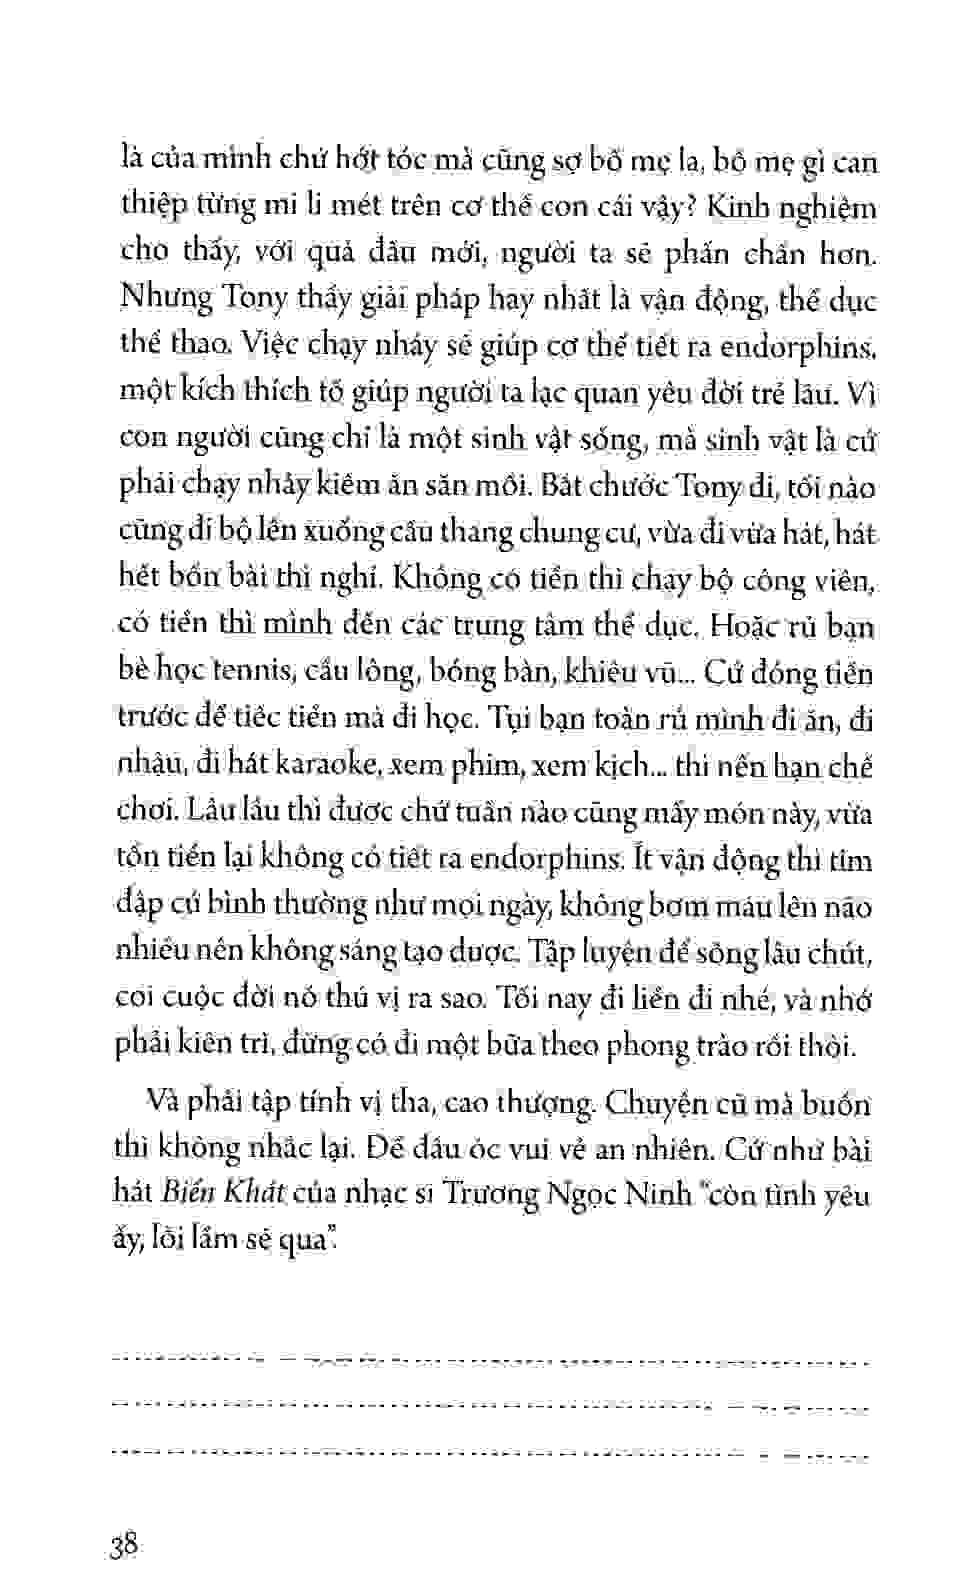 là của mình chứ hớt tóc mà cũng sợ bố mẹ la, bố mẹ gì can
thiệp từng mi li mét trên cơ thể con cái vậy? Kinh nghiệm
cho thấy, với quả đầu mới, người ta sẽ phấn chấn hơn.
Nhưng Tony thấy giải pháp hay nhất là vận động, thể dục
thể thao. Việc chạy nhảy sẽ giúp cơ thể tiết ra endorphins,
một kích thích tố giúp người ta lạc quan yêu đời trẻ lâu. Vì
con người cũng chỉ là một sinh vật sống, mà sinh vật là cứ
phải chạy nhảy kiếm ăn săn mồi. Bắt chước Tony đi, tối nào
cũng đi bộ lên xuống cầu thang chung cư, vừa đi vừa hát, hát
hết bốn bài thì nghỉ. Không có tiền thì chạy bộ công viên,
có tiền thì mình đến các trung tâm thể dục. Hoặc rủ bạn
bè học tennis, cầu lông, bóng bàn, khiêu vũ... Cứ đóng tiền
trước để tiếc tiền mà đi học. Tụi bạn toàn rủ mình đi ăn, đi
nhậu, đi hát karaoke, xem phim, xem kịch... thì nên hạn chế
chơi. Lâu lâu thì được chứ tuần nào cũng mấy món này, vừa
tốn tiền lại không có tiết ra endorphins. Ít vận động thì tim
đập cứ bình thường như mọi ngày, không bơm máu lên não
nhiều nên không sáng tạo được. Tập luyện để sống lâu chút,
coi cuộc đời nó thú vị ra sao. Tối nay đi liền đi nhé, và nhớ
phải kiên trì, đừng có đi một bữa theo phong trào rồi thôi.
Và phải tập tính vị tha, cao thượng. Chuyện cũ mà buồn
thì không nhắc lại. Để đầu óc vui vẻ an nhiên. Cứ như bài
hát Biển Khát của nhạc sĩ Trương Ngọc Ninh "còn tình yêu
ấy, lỗi lầm sẽ qua".
38